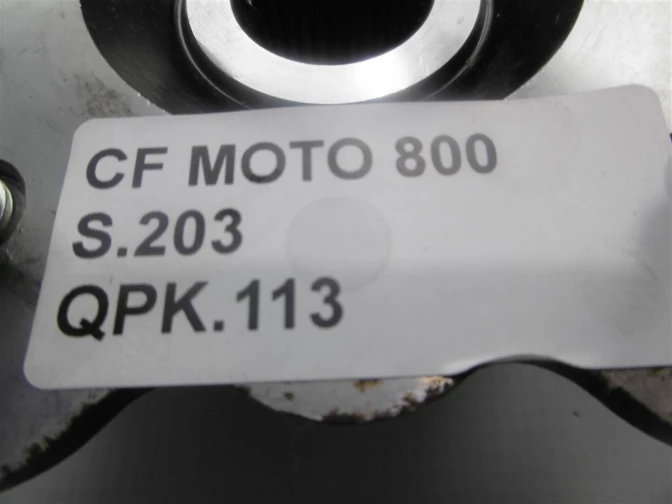 CF MOTO 800
S.203
QPK.113